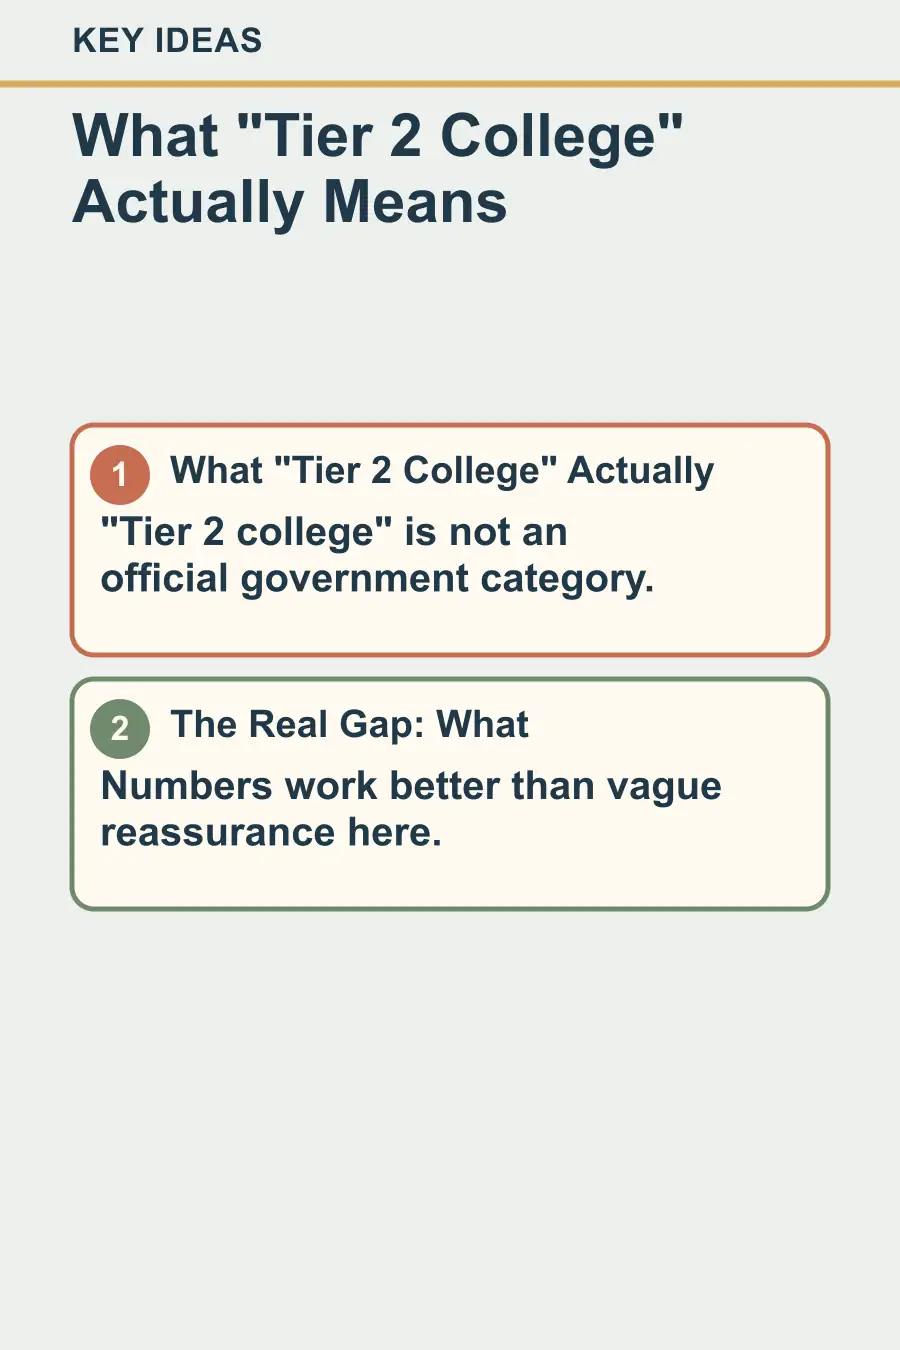 KEY IDEAS
What "Tier 2 College"
Actually Means
1
What "Tier 2 College" Actually
"Tier 2 college" is not an
official government category.
2
The Real Gap: What
Numbers work better than vague
reassurance here.